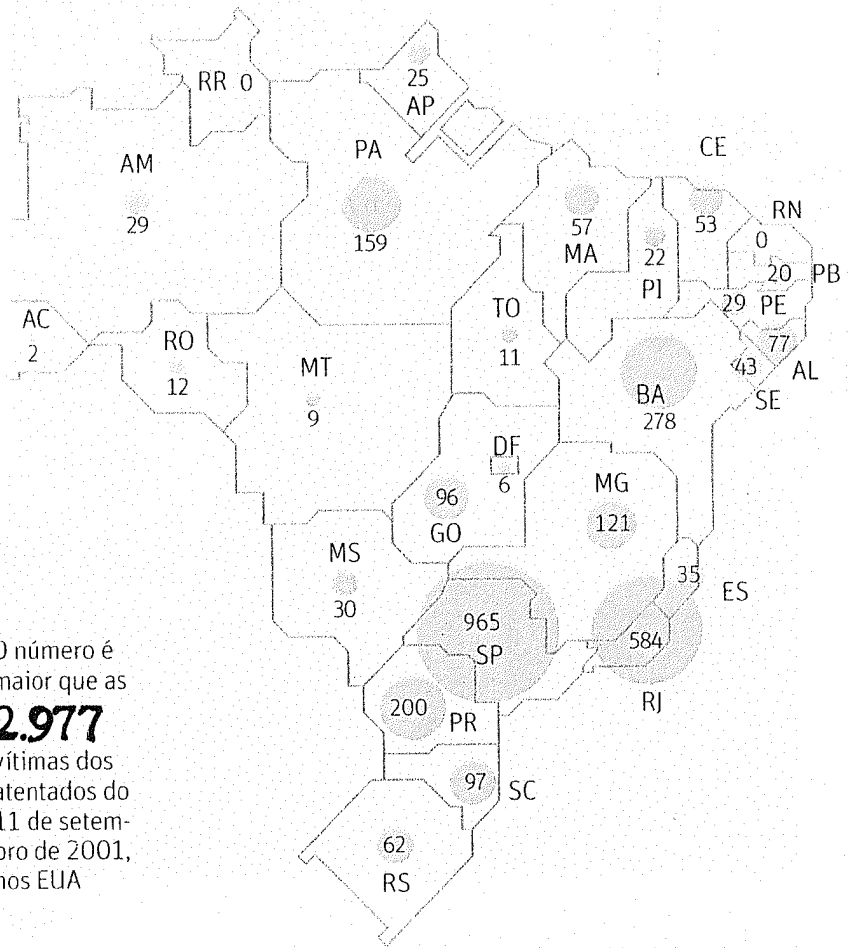 RR 0
25
AP
AM
29
PA
159
CE
57
MA
53
22
PI
RN
0
20
PB
29
PE
77
AL
43
SE
AC
2
RO
12
MT
9
TO
11
BA
278
DF
6
96
GO
MG
121
MS
30
35
ES
965
SP
584
RJ
200
PR
97
SC
62
RS
O número é
maior que as
2.977
vítimas dos
atentados do
11 de setem-
bro de 2001,
nos EUA